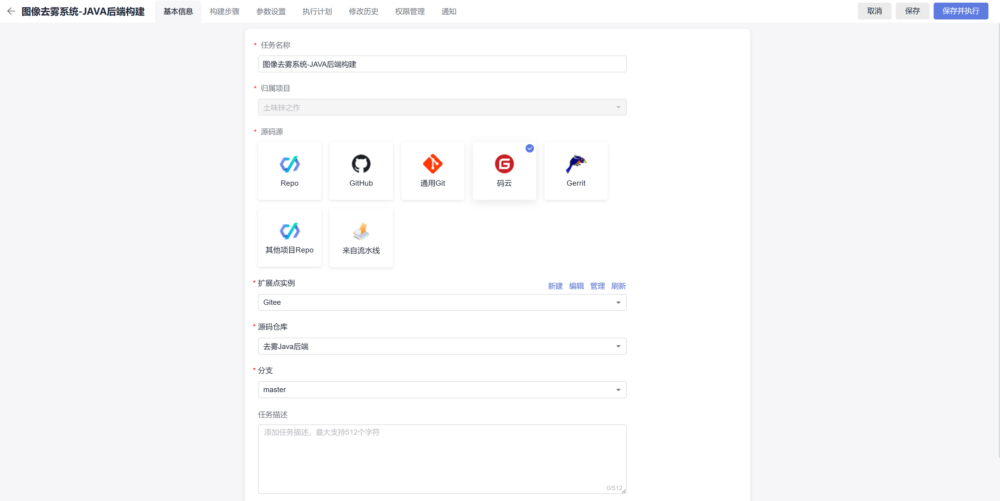 图像去雾系统-JAVA后端构建 基本信息 构建步骤 参数设置 执行计划 修改历史 权限管理 通知 取消 保存 保存并执行
* 任务名称
图像去雾系统-JAVA后端构建
* 归属项目
土味锌之作
* 源码源
Repo GitHub 通用Git 码云 Gerrit
其他项目Repo 来自流水线
* 扩展点实例 新建 编辑 管理 刷新
Gitee
* 源码仓库
去雾Java后端
* 分支
master
任务描述
添加任务描述，最大支持512个字符
0/512